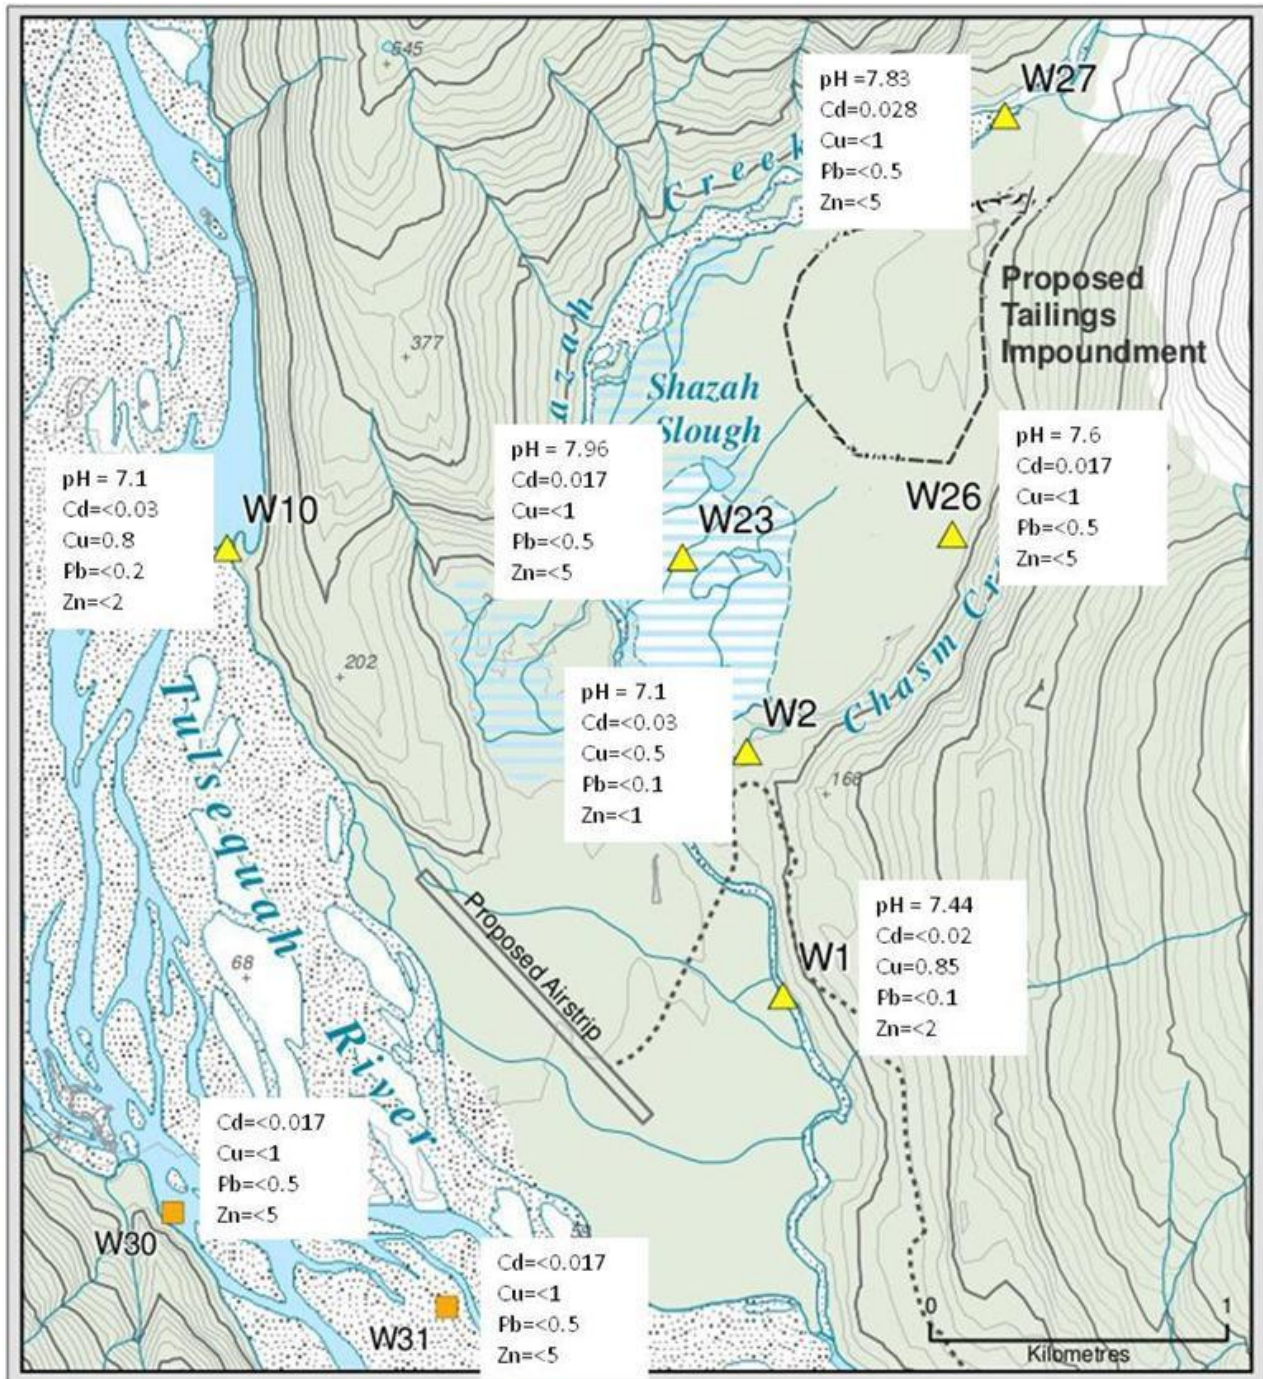 645
pH =7.83
Cd=0.028
Cu=<1
Pb=<0.5
Zn=<5
W27
Creek
Proposed
Tailings
Impoundment
377
azah
Shazah
Slough
pH = 7.1
Cd=<0.03
Cu=0.8
Pb=<0.2
Zn=<2
W10
pH = 7.96
Cd=0.017
Cu=<1
Pb=<0.5
Zn=<5
W23
W26
pH = 7.6
Cd=0.017
Cu=<1
Pb=<0.5
Zn=<5
Chasm Cr
202
pH = 7.1
Cd=<0.03
Cu=<0.5
Pb=<0.1
Zn=<1
W2
168
Tulsequah
River
68
Proposed Airstrip
pH = 7.44
Cd=<0.02
Cu=0.85
Pb=<0.1
Zn=<2
W1
Cd=<0.017
Cu=<1
Pb=<0.5
Zn=<5
W30
Cd=<0.017
Cu=<1
Pb=<0.5
Zn=<5
W31
0 1
Kilometres